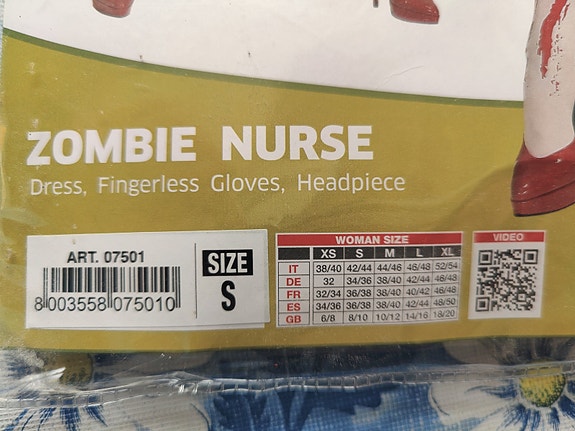 ZOMBIE NURSE
Dress, Fingerless Gloves, Headpiece
ART. 07501
8 003558 075010
SIZE
S
WOMAN SIZE
XS S M L XL
IT 38/40 42/44 44/46 46/48 52/54
DE 32 34/36 38/40 42/44 46/48
FR 32/34 36/38 38/40 40/42 46/48
ES 34/36 36/38 40/40 42/44 48/50
GB 6/8 8/10 10/12 14/16 18/20
VIDEO